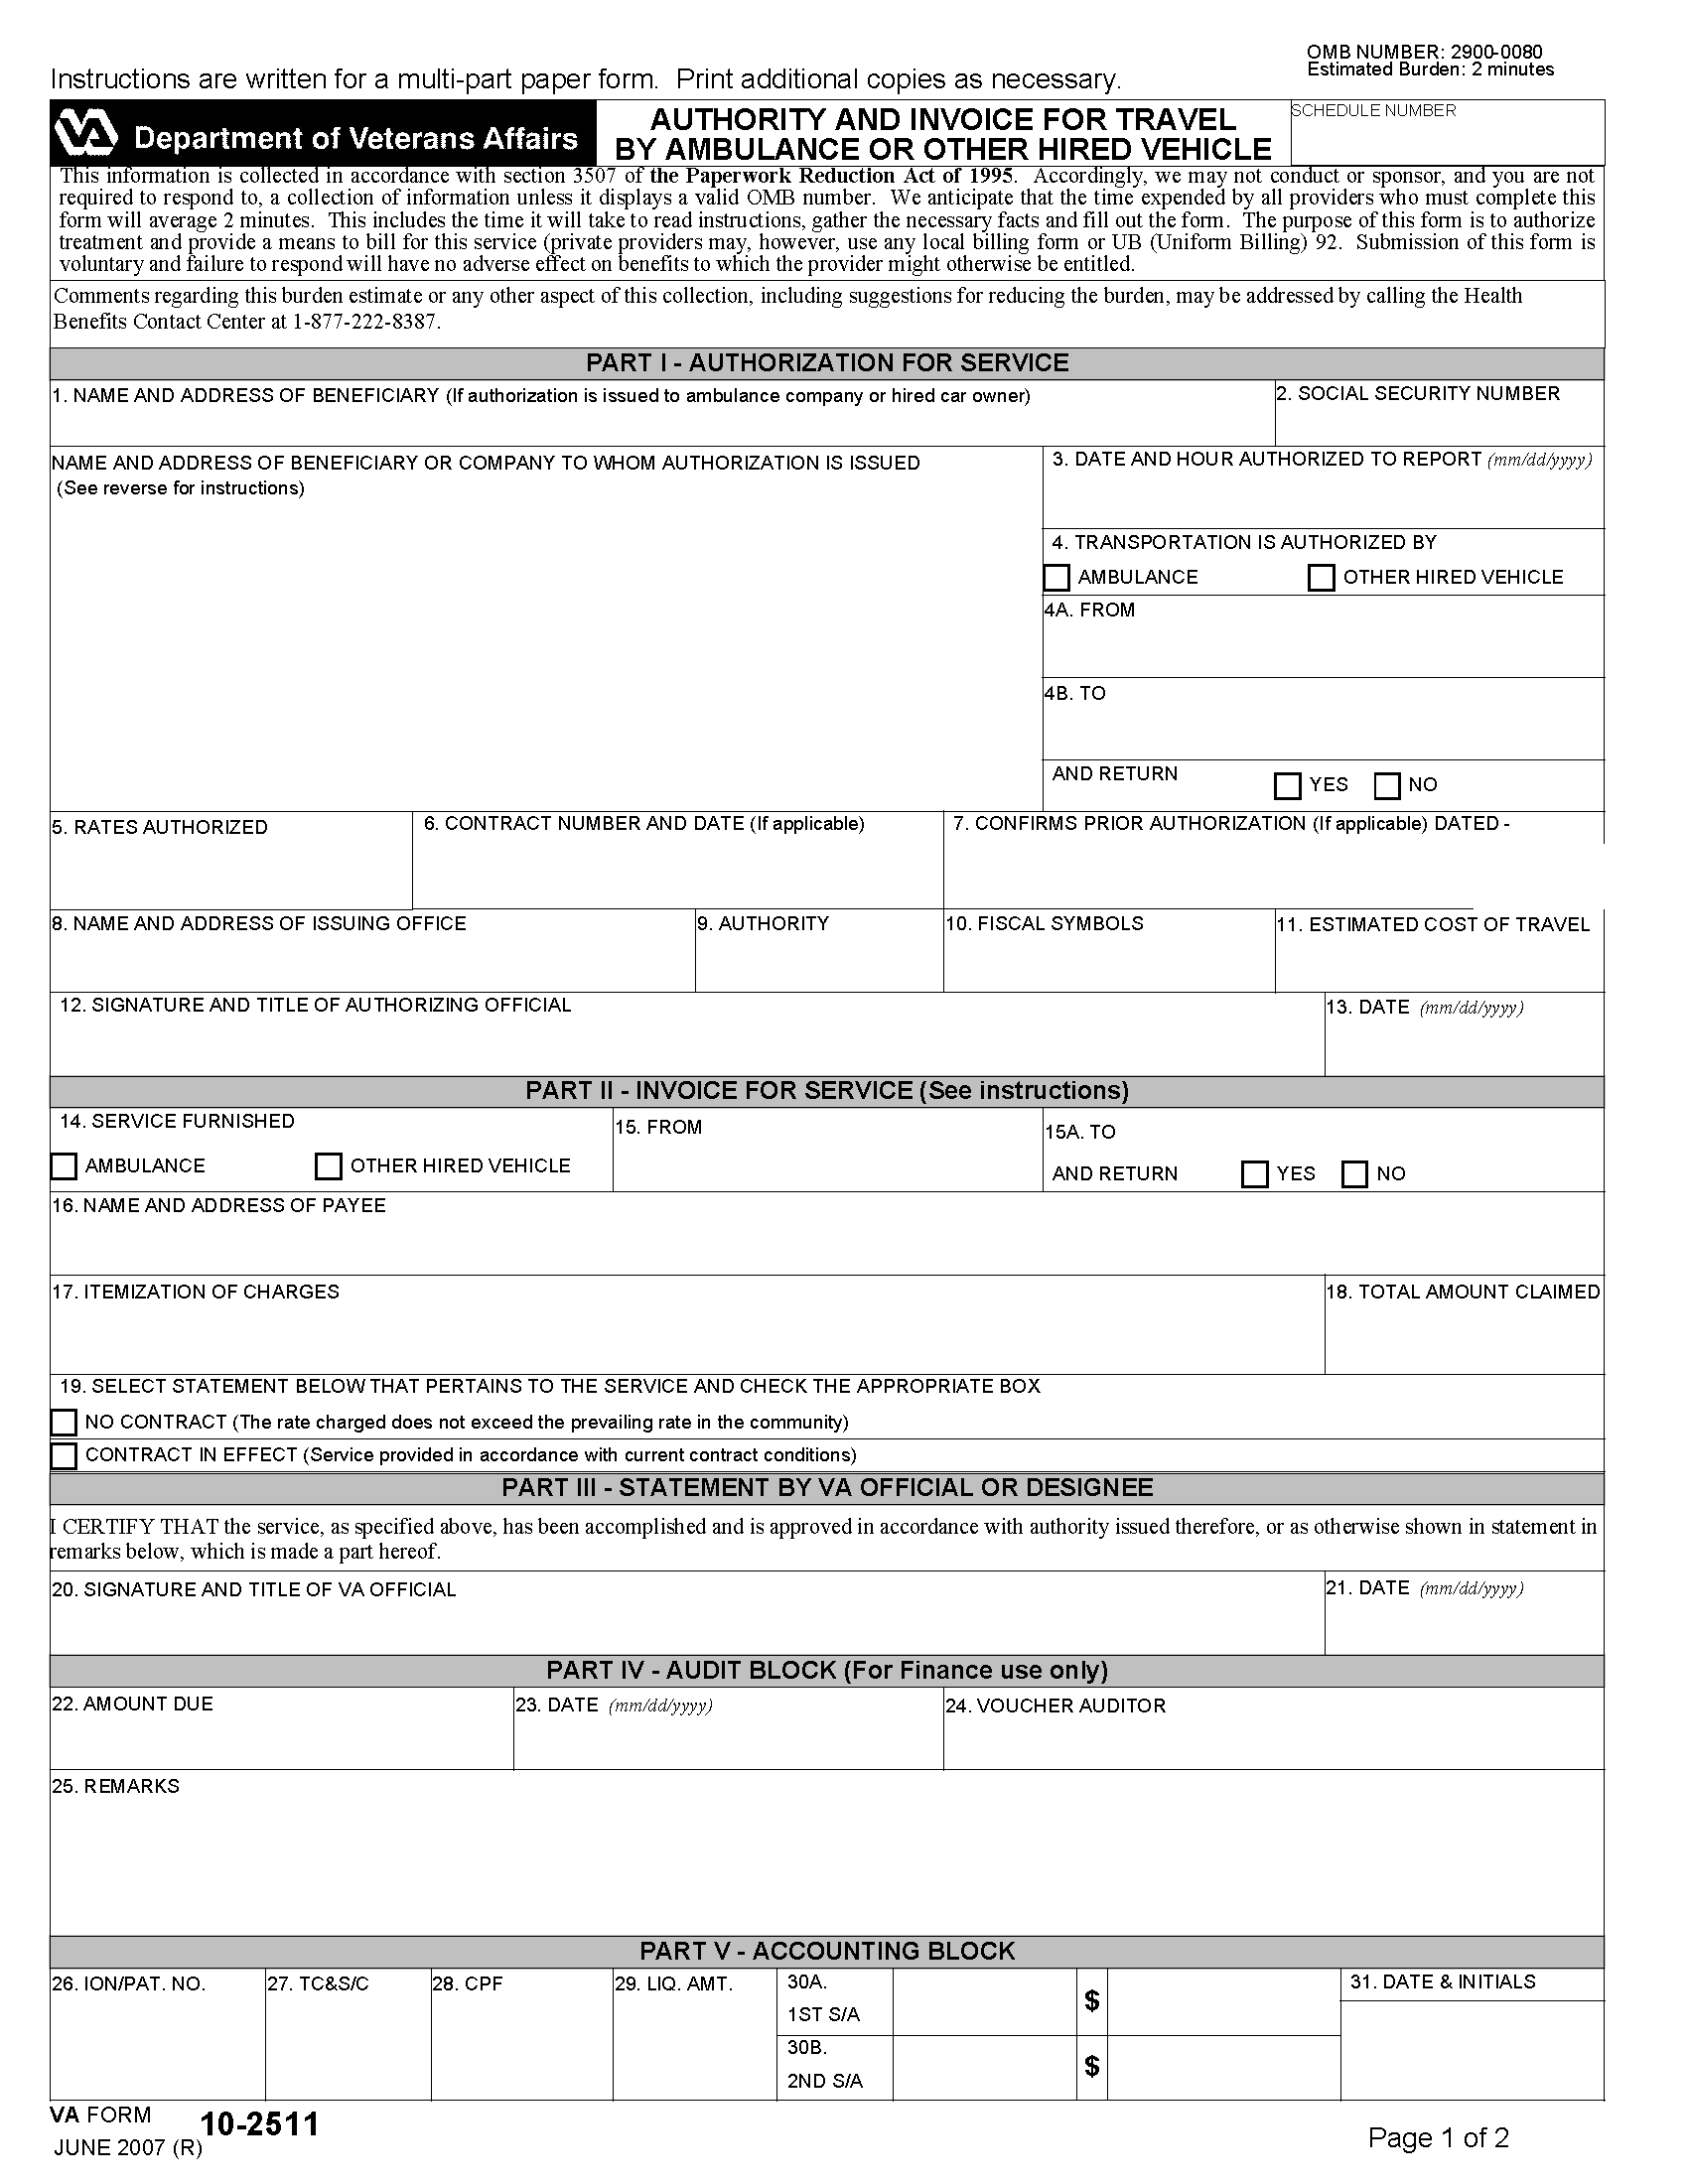 OMB NUMBER: 2900-0080
Estimated Burden: 2 minutes
Instructions are written for a multi-part paper form. Print additional copies as necessary.
VA Department of Veterans Affairs
AUTHORITY AND INVOICE FOR TRAVEL
BY AMBULANCE OR OTHER HIRED VEHICLE
SCHEDULE NUMBER
This information is collected in accordance with section 3507 of the Paperwork Reduction Act of 1995. Accordingly, we may not conduct or sponsor, and you are not
required to respond to, a collection of information unless it displays a valid OMB number. We anticipate that the time expended by all providers who must complete this
form will average 2 minutes. This includes the time it will take to read instructions, gather the necessary facts and fill out the form. The purpose of this form is to authorize
treatment and provide a means to bill for this service (private providers may, however, use any local billing form or UB (Uniform Billing) 92. Submission of this form is
voluntary and failure to respond will have no adverse effect on benefits to which the provider might otherwise be entitled.
Comments regarding this burden estimate or any other aspect of this collection, including suggestions for reducing the burden, may be addressed by calling the Health
Benefits Contact Center at 1-877-222-8387.
PART I - AUTHORIZATION FOR SERVICE
1. NAME AND ADDRESS OF BENEFICIARY (If authorization is issued to ambulance company or hired car owner)
2. SOCIAL SECURITY NUMBER
NAME AND ADDRESS OF BENEFICIARY OR COMPANY TO WHOM AUTHORIZATION IS ISSUED
(See reverse for instructions)
3. DATE AND HOUR AUTHORIZED TO REPORT (mm/dd/yyyy)
4. TRANSPORTATION IS AUTHORIZED BY
AMBULANCE OTHER HIRED VEHICLE
4A. FROM
4B. TO
AND RETURN YES NO
5. RATES AUTHORIZED
6. CONTRACT NUMBER AND DATE (If applicable)
7. CONFIRMS PRIOR AUTHORIZATION (If applicable) DATED -
8. NAME AND ADDRESS OF ISSUING OFFICE
9. AUTHORITY
10. FISCAL SYMBOLS
11. ESTIMATED COST OF TRAVEL
12. SIGNATURE AND TITLE OF AUTHORIZING OFFICIAL
13. DATE (mm/dd/yyyy)
PART II - INVOICE FOR SERVICE (See instructions)
14. SERVICE FURNISHED
AMBULANCE OTHER HIRED VEHICLE
15. FROM
15A. TO
AND RETURN YES NO
16. NAME AND ADDRESS OF PAYEE
17. ITEMIZATION OF CHARGES
18. TOTAL AMOUNT CLAIMED
19. SELECT STATEMENT BELOW THAT PERTAINS TO THE SERVICE AND CHECK THE APPROPRIATE BOX
NO CONTRACT (The rate charged does not exceed the prevailing rate in the community)
CONTRACT IN EFFECT (Service provided in accordance with current contract conditions)
PART III - STATEMENT BY VA OFFICIAL OR DESIGNEE
I CERTIFY THAT the service, as specified above, has been accomplished and is approved in accordance with authority issued therefore, or as otherwise shown in statement in
remarks below, which is made a part hereof.
20. SIGNATURE AND TITLE OF VA OFFICIAL
21. DATE (mm/dd/yyyy)
PART IV - AUDIT BLOCK (For Finance use only)
22. AMOUNT DUE
23. DATE (mm/dd/yyyy)
24. VOUCHER AUDITOR
25. REMARKS
PART V - ACCOUNTING BLOCK
26. ION/PAT. NO.
27. TC&S/C
28. CPF
29. LIQ. AMT.
30A.
1ST S/A
$
30B.
2ND S/A
$
31. DATE & INITIALS
VA FORM 10-2511
JUNE 2007 (R)
Page 1 of 2